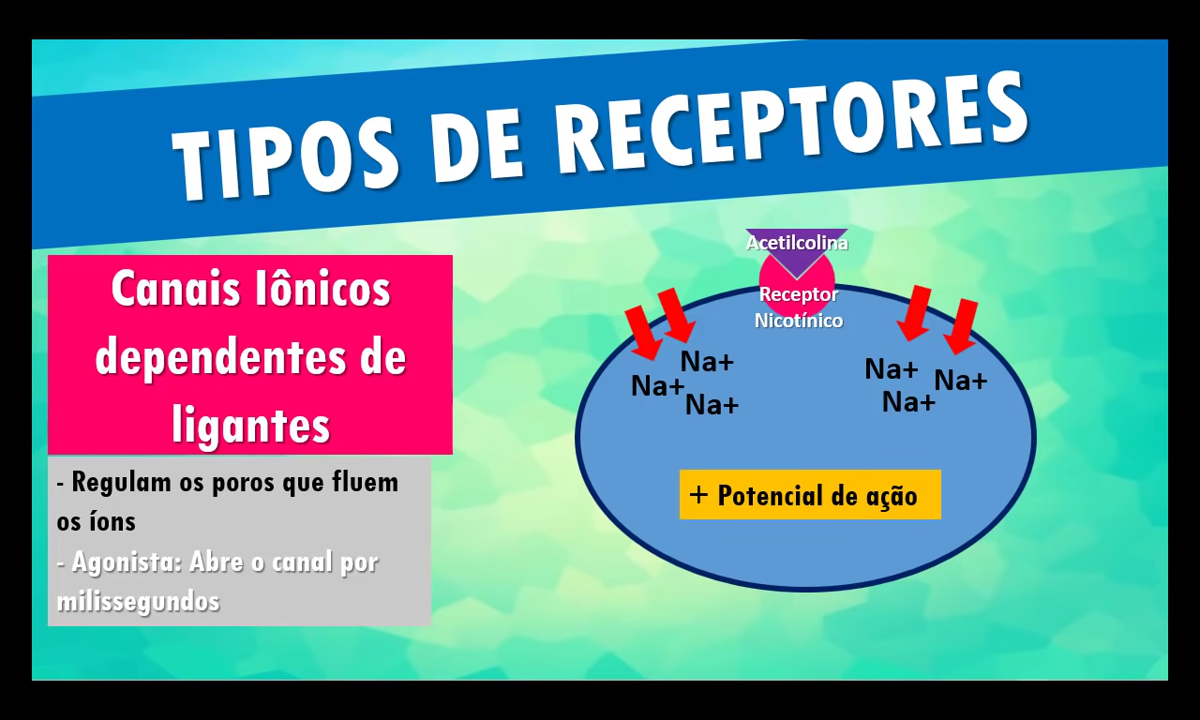 TIPOS DE RECEPTORES
Canais Iônicos
dependentes de
ligantes
- Regulam os poros que fluem
os íons
- Agonista: Abre o canal por
milissegundos
Acetilcolina
Receptor
Nicotínico
Na+
Na+
Na+
Na+
Na+
Na+
+ Potencial de ação